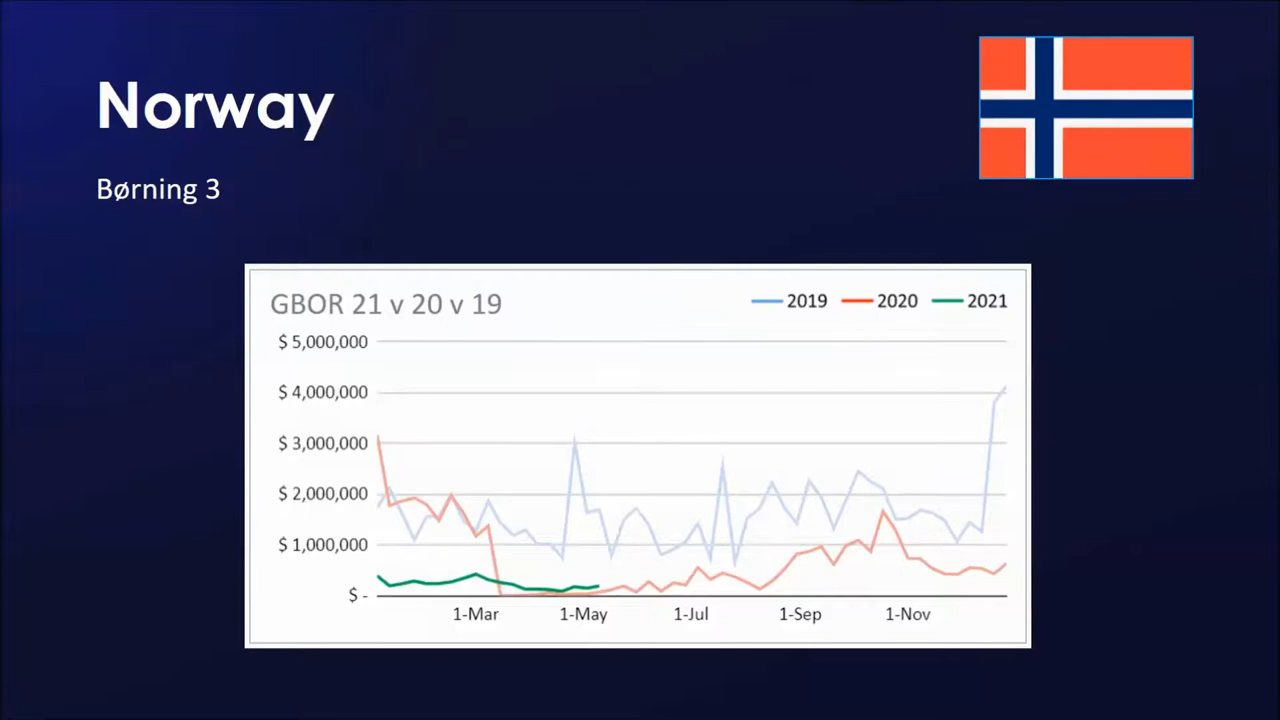 Norway
Børning 3
GBOR 21 v 20 v 19
2019 2020 2021
$ 5,000,000
$ 4,000,000
$ 3,000,000
$ 2,000,000
$ 1,000,000
$ -
1-Mar 1-May 1-Jul 1-Sep 1-Nov